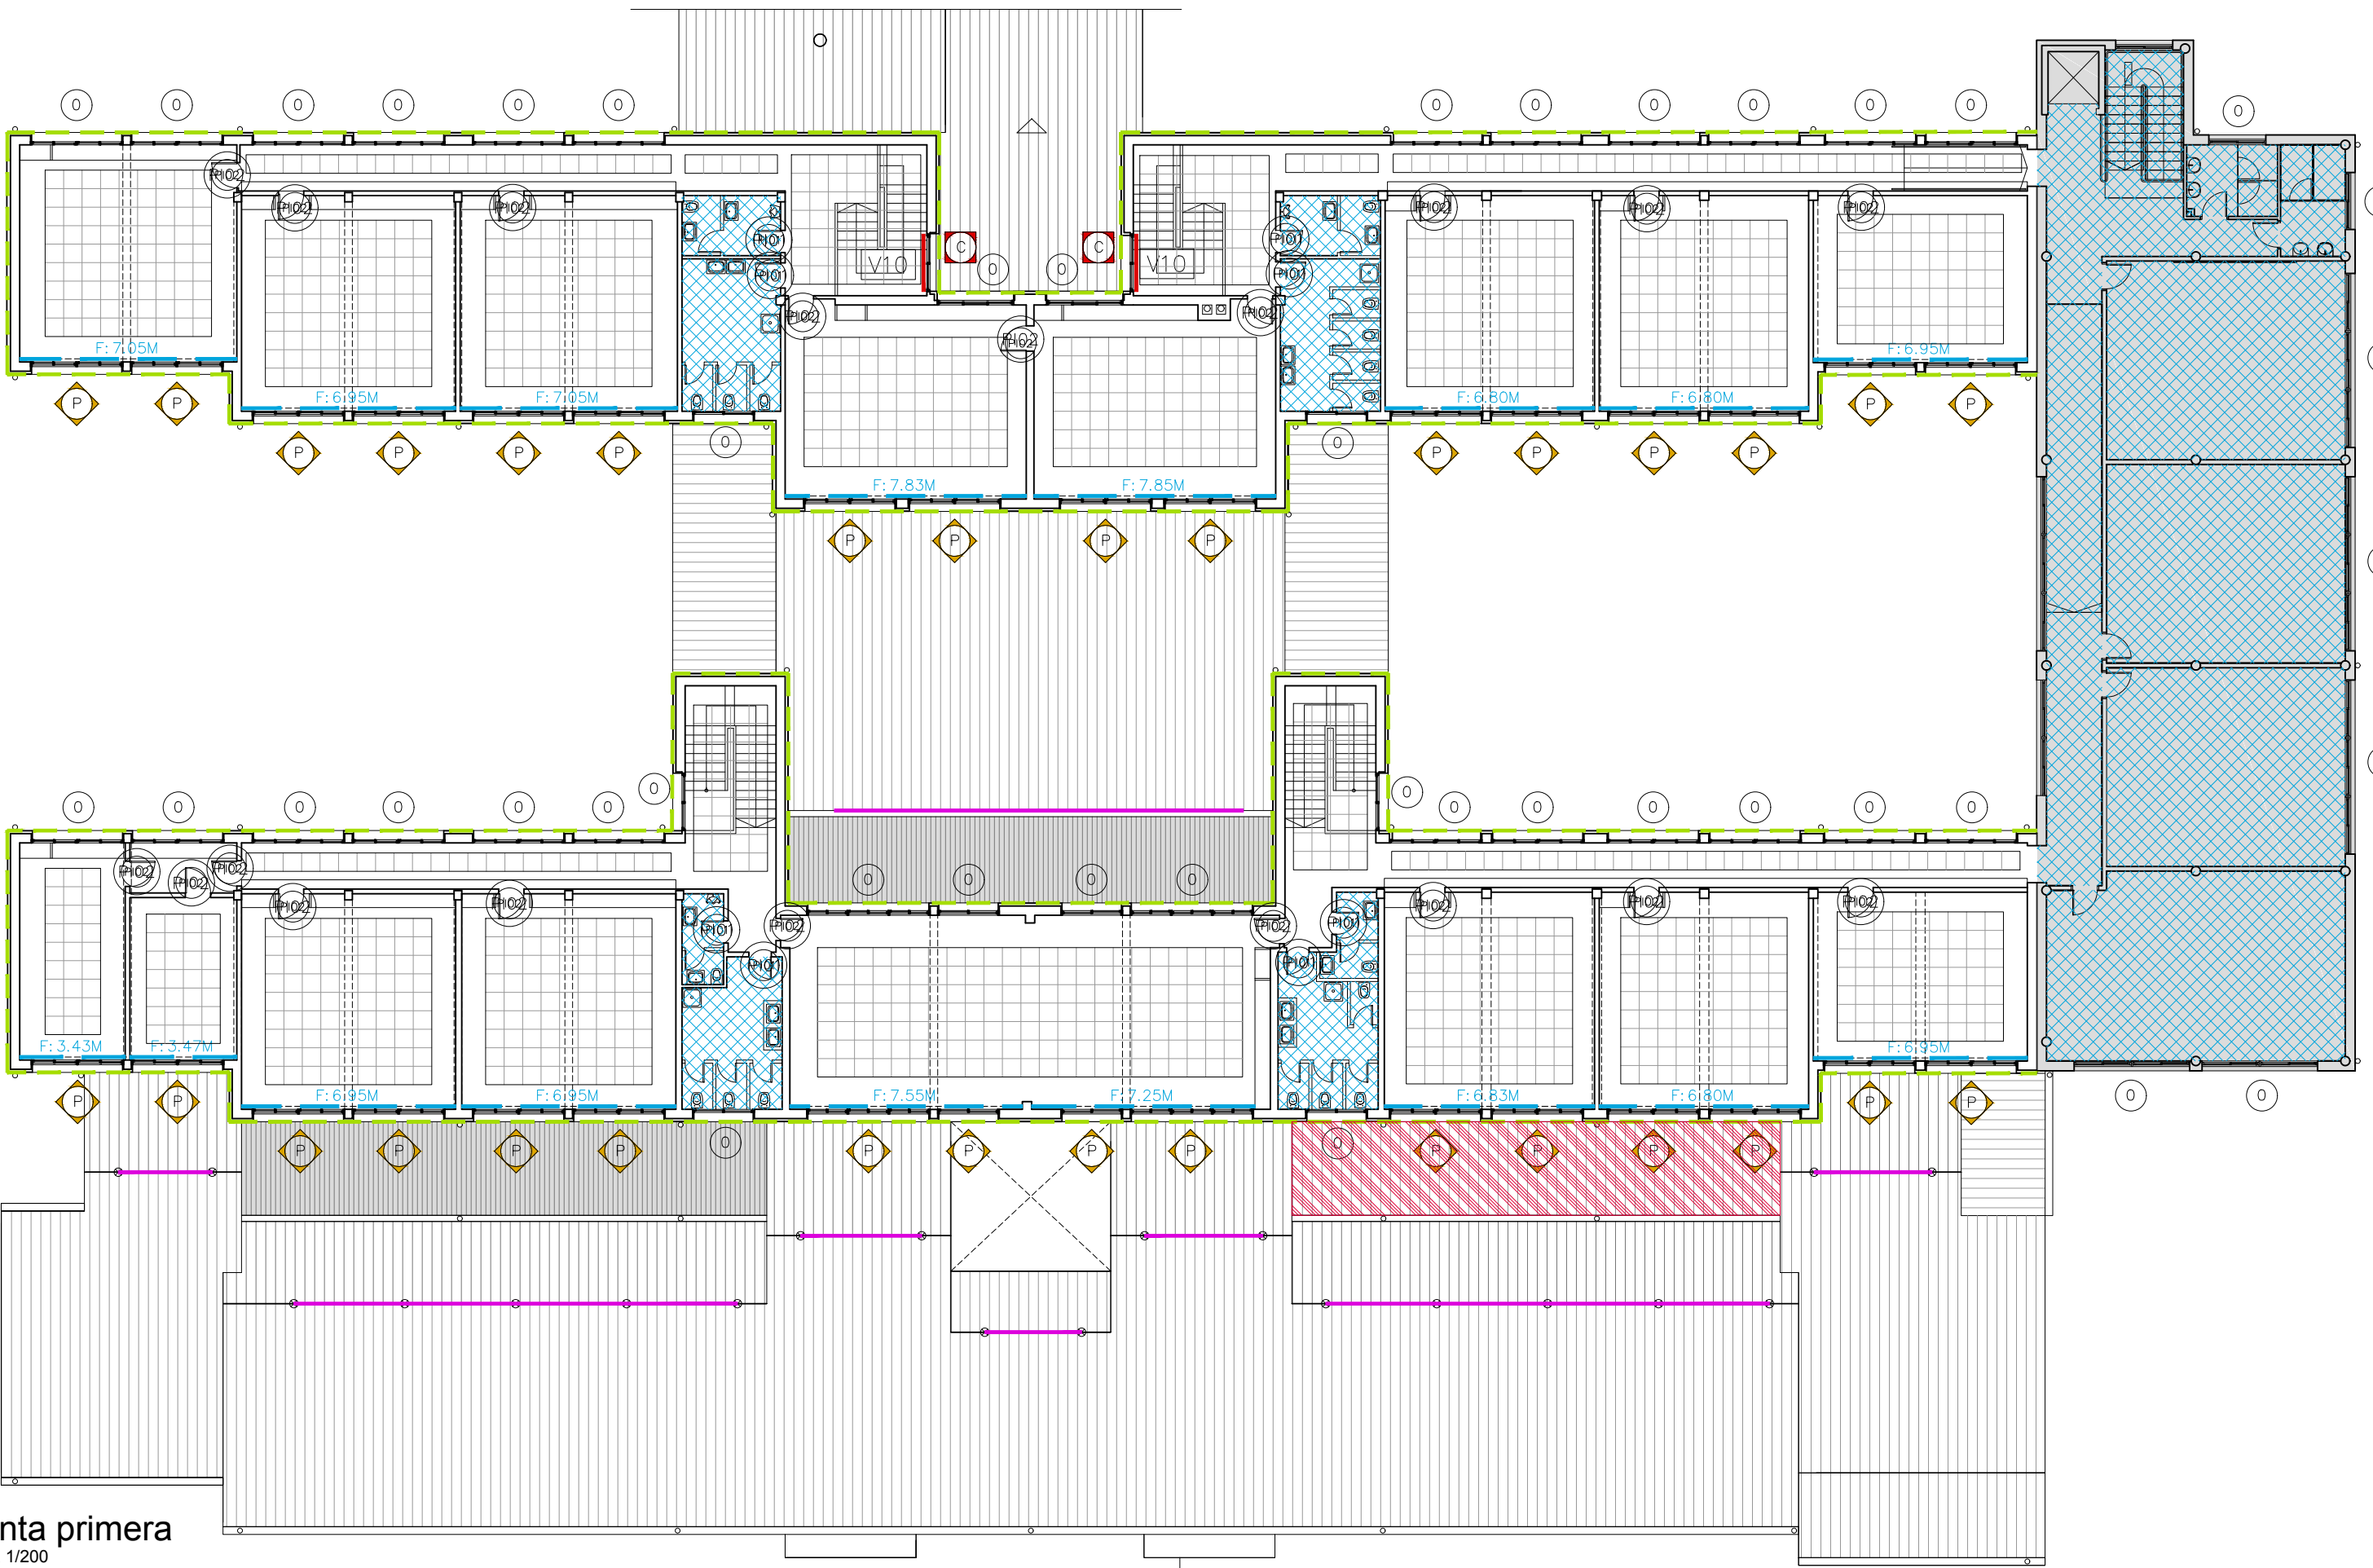 0 0 0 0 0 0 0 0 0 0 0 0 0
PI02 PI02 PI02 PI02 PI02 PI02
PI01 C C PI01
V10 0 0 V10
PI01 PI01
PI02 PI02
PI02
F: 7.05M F: 6.95M
F: 6.95M F: 7.05M F: 6.80M F: 6.80M
P P P P
0 0
P P P P P P P P
F: 7.83M F: 7.85M
P P P P
0 0
0 0 0 0 0 0 0 0 0 0 0 0
PI02 PI02 PI02 0 0 0 0
PI02 PI02 PI02 PI02 PI02
PI01 PI02 PI02 PI01
PI01 PI01
F: 3.43M F: 3.47M F: 6.95M
F: 6.95M F: 6.95M F: 7.55M F: 7.25M F: 6.83M F: 6.80M
P P P P 0 0
P P P P 0 P P P P 0 P P P P
nta primera
1/200